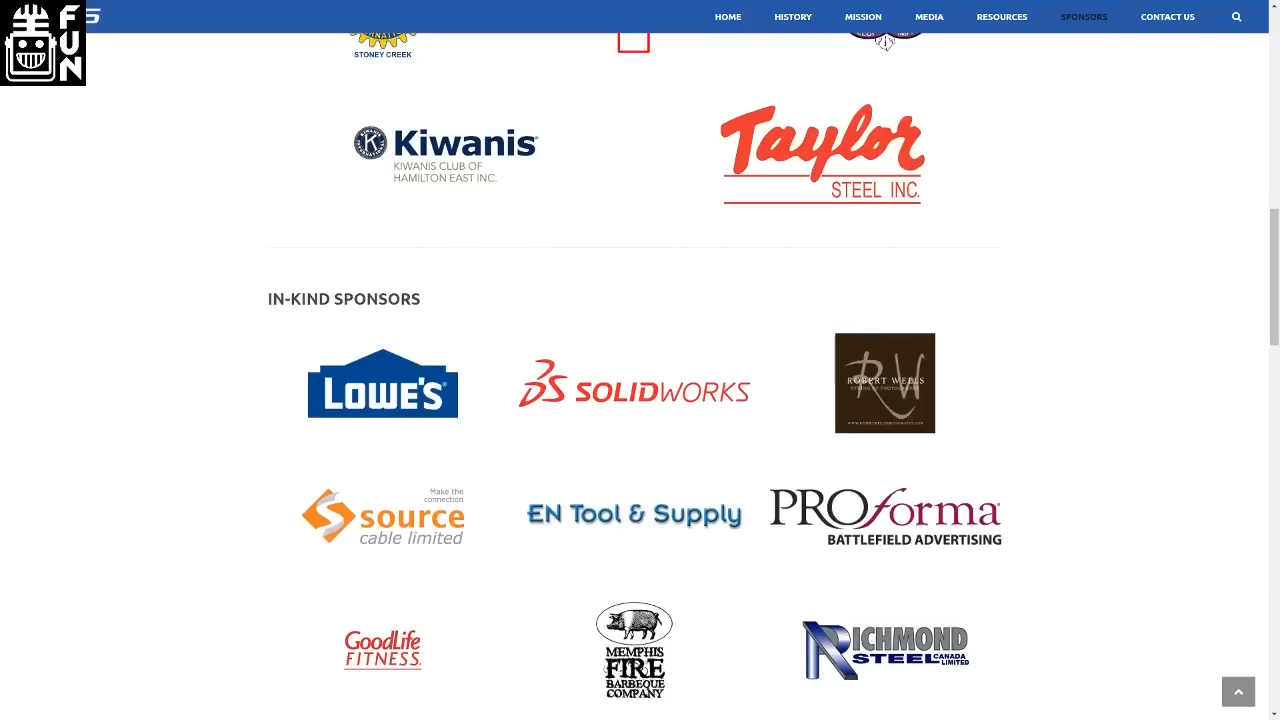 FUN
HOME HISTORY MISSION MEDIA RESOURCES SPONSORS CONTACT US
STONEY CREEK
Kiwanis
KIWANIS CLUB OF
HAMILTON EAST INC.
Taylor
STEEL INC.
IN-KIND SPONSORS
LOWE'S
SOLIDWORKS
ROBERT WELLS
RW
Make the
connection
source
cable limited
EN Tool & Supply
PROforma
BATTLEFIELD ADVERTISING
GoodLife
FITNESS
MEMPHIS
FIRE
BARBEQUE
COMPANY
RICHMOND
STEEL CANADA
LIMITED